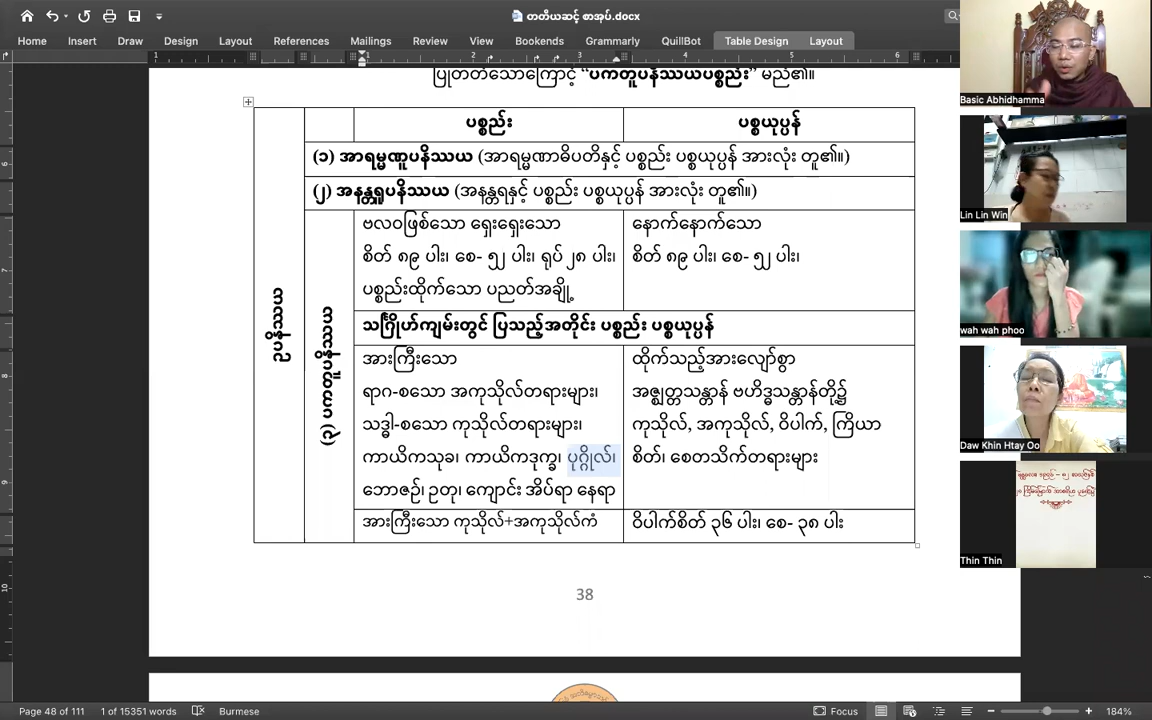 တတိယဆင့် စာအုပ်.docx
Home Insert Draw Design Layout References Mailings Review View Bookends Grammarly QuillBot Table Design Layout
1 1 2 3 4 5 6
ပြုတတ်သောကြောင့် “ပကတူပနိဿယပစ္စည်း” မည်၏။
ပစ္စည်း ပစ္စယုပ္ပန်
(၁) အာရမ္မဏူပနိဿယ (အာရမ္မဏာဓိပတိနှင့် ပစ္စည်း ပစ္စယုပ္ပန် အားလုံး တူ၏။)
(၂) အနန္တရူပနိဿယ (အနန္တရနှင့် ပစ္စည်း ပစ္စယုပ္ပန် အားလုံး တူ၏။)
ဥပနိဿယ
(၃) ပကတူပနိဿယ
ဗလဝဖြစ်သော ရှေးရှေးသော
စိတ် ၈၉ ပါး၊ စေ- ၅၂ ပါး၊ ရုပ် ၂၈ ပါး၊
ပစ္စည်းထိုက်သော ပညတ်အချို့
နောက်နောက်သော
စိတ် ၈၉ ပါး၊ စေ- ၅၂ ပါး၊
သင်္ဂြိုဟ်ကျမ်းတွင် ပြသည့်အတိုင်း ပစ္စည်း ပစ္စယုပ္ပန်
အားကြီးသော
ရာဂ-စသော အကုသိုလ်တရားများ၊
သဒ္ဓါ-စသော ကုသိုလ်တရားများ၊
ကာယိကသုခ၊ ကာယိကဒုက္ခ၊ ပုဂ္ဂိုလ်၊
ဘောဇဉ်၊ ဥတု၊ ကျောင်း အိပ်ရာ နေရာ
ထိုက်သည့်အားလျော်စွာ
အဇ္ဈတ္တသန္တာန် ဗဟိဒ္ဓသန္တာန်တို့၌
ကုသိုလ်, အကုသိုလ်, ဝိပါက်, ကြိယာ
စိတ်၊ စေတသိက်တရားများ
အားကြီးသော ကုသိုလ်+အကုသိုလ်ကံ
ဝိပါက်စိတ် ၃၆ ပါး၊ စေ- ၃၈ ပါး
38
Basic Abhidhamma
Lin Lin Win
wah wah phoo
Daw Khin Htay Oo
Thin Thin
Page 48 of 111 1 of 15351 words Burmese Focus 184%